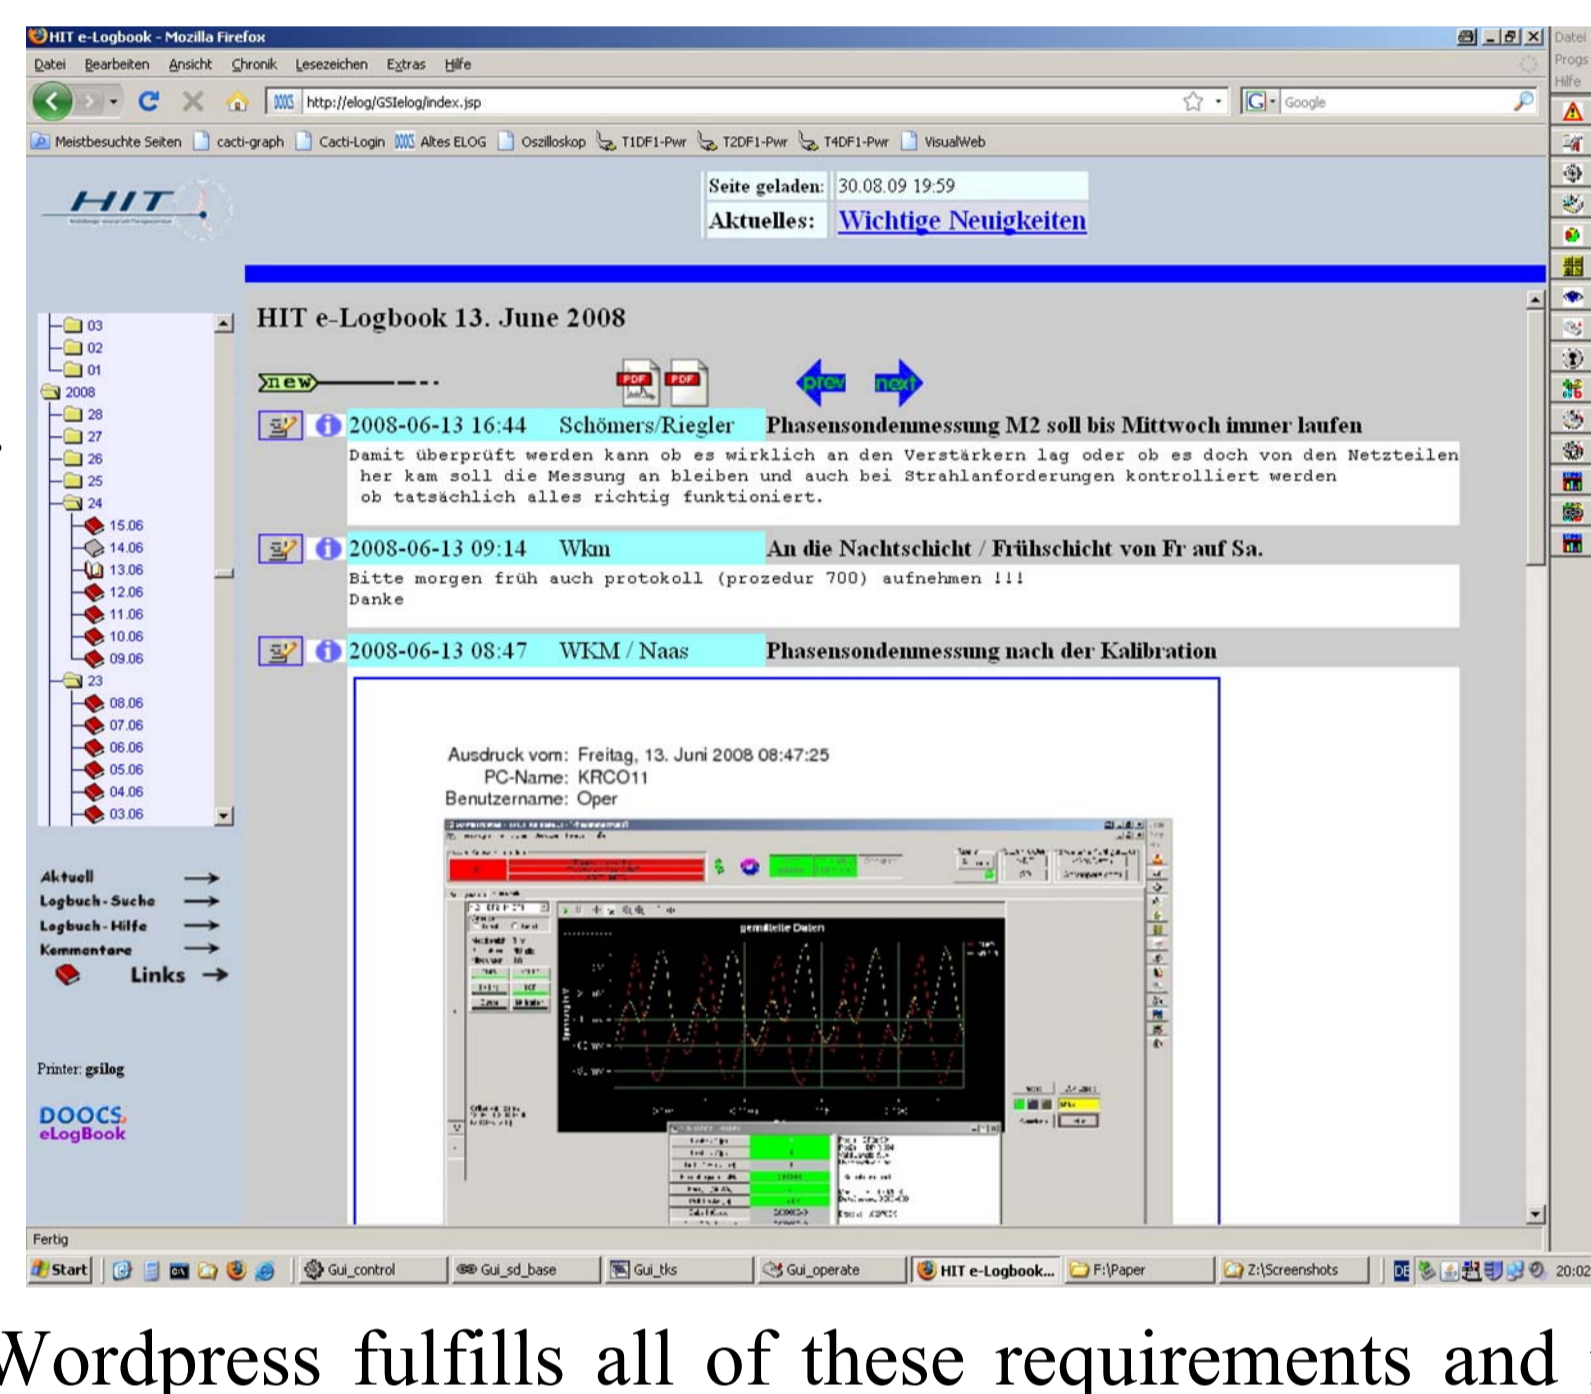 HIT e-Logbook - Mozilla Firefox
Datei Bearbeiten Ansicht Chronik Lesezeichen Extras Hilfe
http://elog/GSIelog/index.jsp
Google
Meistbesuchte Seiten cacti-graph Cacti-Login Altes ELOG Oszilloskop T1DF1-Pwr T2DF1-Pwr T4DF1-Pwr VisualWeb
Datei
Progs
Hilfe
HIT
Seite geladen: 30.08.09 19:59
Aktuelles: Wichtige Neuigkeiten
03
02
01
2008
28
27
26
25
24
15.06
14.06
13.06
12.06
11.06
10.06
09.06
23
08.06
07.06
06.06
05.06
04.06
03.06
Aktuell
Logbuch-Suche
Logbuch-Hilfe
Kommentare
Links
Printer: gsilog
DOOCS
eLogBook
HIT e-Logbook 13. June 2008
new PDF PDF prev next
2008-06-13 16:44 Schömers/Riegler Phasensondenmessung M2 soll bis Mittwoch immer laufen
Damit überprüft werden kann ob es wirklich an den Verstärkern lag oder ob es doch von den Netzteilen
her kam soll die Messung an bleiben und auch bei Strahlanforderungen kontrolliert werden
ob tatsächlich alles richtig funktioniert.
2008-06-13 09:14 Wkm An die Nachtschicht / Frühschicht von Fr auf Sa.
Bitte morgen früh auch protokoll (prozedur 700) aufnehmen !!!
Danke
2008-06-13 08:47 WKM / Naas Phasensondenmessung nach der Kalibration
Ausdruck vom: Freitag, 13. Juni 2008 08:47:25
PC-Name: KRCO11
Benutzername: Oper
gemittelte Daten
Fertig
Start Gui_control Gui_sd_base Gui_tks Gui_operate HIT e-Logbook... F:\Paper Z:\Screenshots DE 20:02
Wordpress fulfills all of these requirements and